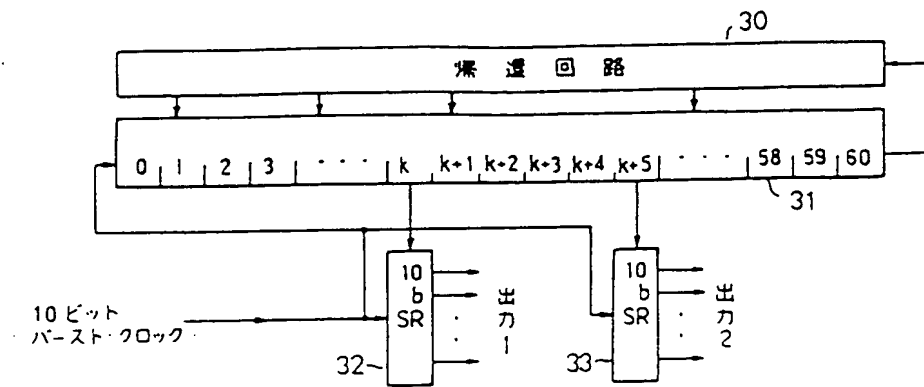 30
帰還回路
0 1 2 3 · · · k k+1 k+2 k+3 k+4 k+5 · · · 58 59 60
31
10ビット
バースト・クロック
10
b
SR
·
·
32
出力1
10
b
SR
·
·
33
出力2